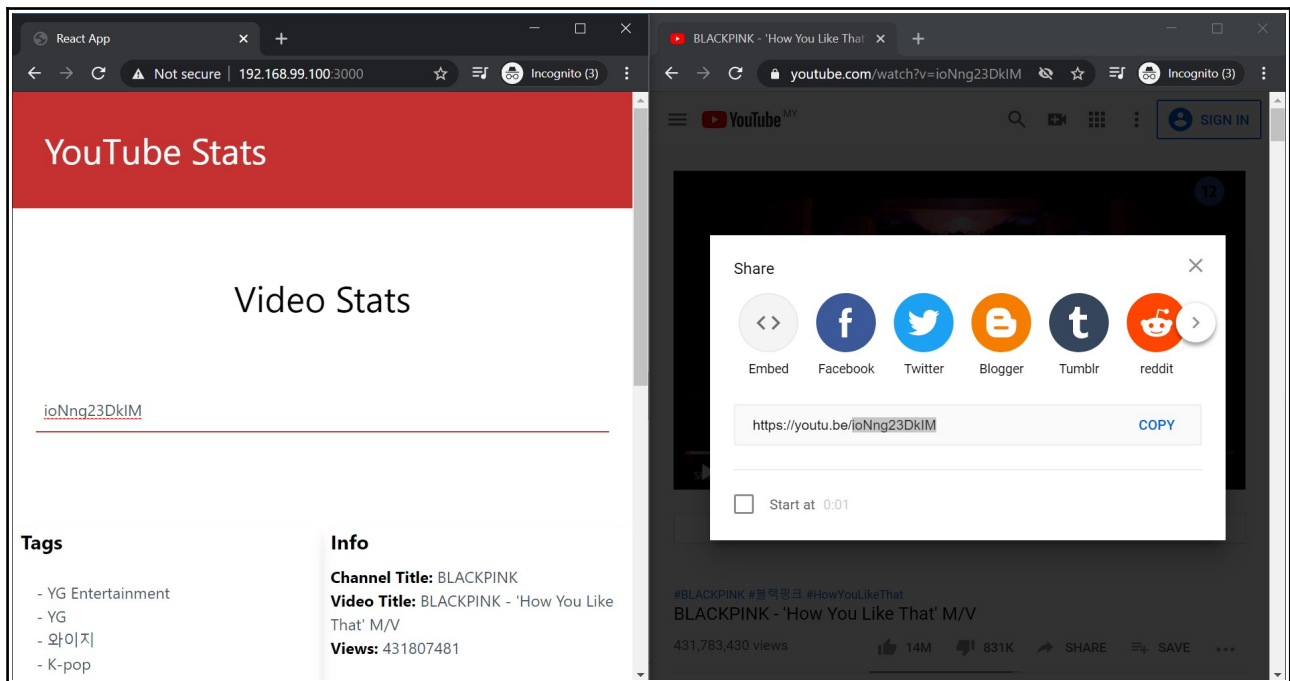 React App
Not secure | 192.168.99.100:3000
Incognito (3)
YouTube Stats
Video Stats
ioNng23DkIM
Tags
- YG Entertainment
- YG
- 와이지
- K-pop
Info
Channel Title: BLACKPINK
Video Title: BLACKPINK - 'How You Like
That' M/V
Views: 431807481
BLACKPINK - 'How You Like That'
youtube.com/watch?v=ioNng23DkIM
Incognito (3)
YouTube MY
SIGN IN
12
Share
Embed
Facebook
Twitter
Blogger
Tumblr
reddit
https://youtu.be/ioNng23DkIM
COPY
Start at 0:01
#BLACKPINK #블랙핑크 #HowYouLikeThat
BLACKPINK - 'How You Like That' M/V
431,783,430 views
14M
831K
SHARE
SAVE